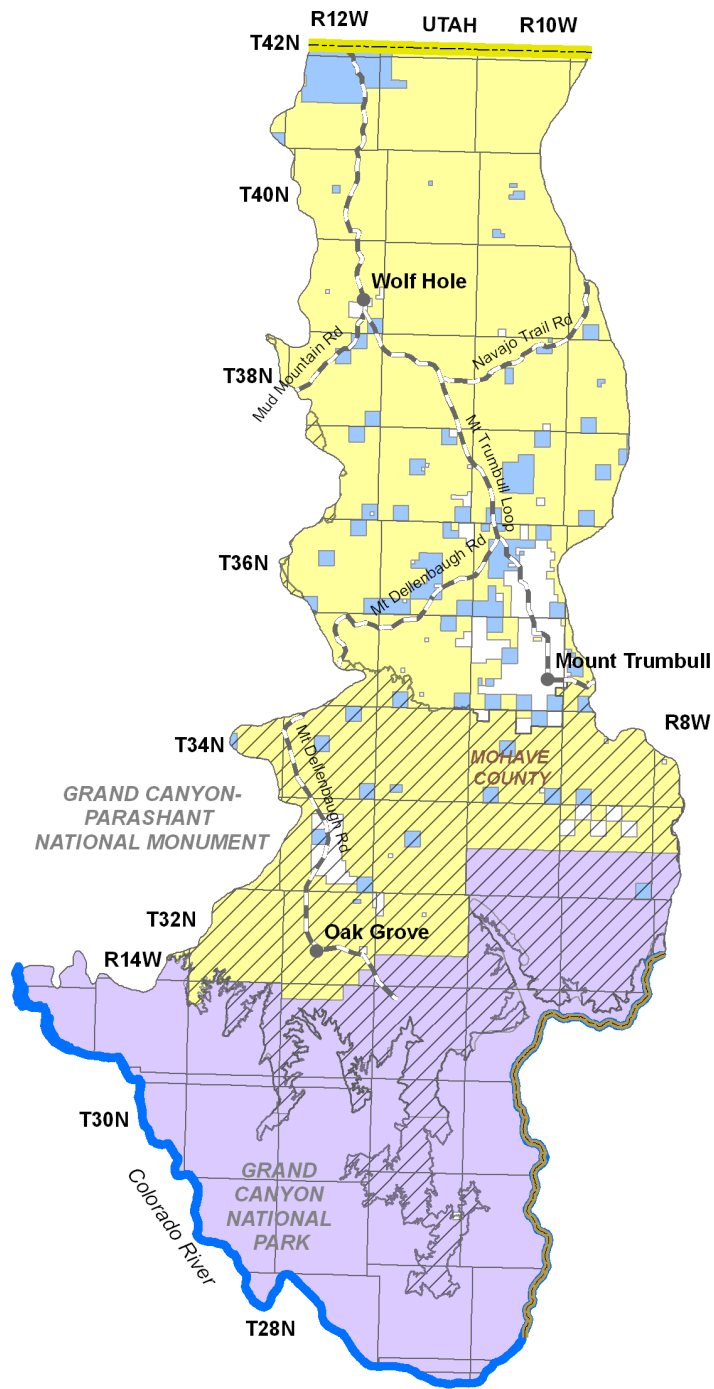 R12W
UTAH
R10W
T42N
T40N
Wolf Hole
Mud Mountain Rd
Navajo Trail Rd
T38N
Mt Trumbull Loop
T36N
Mt Dellenbaugh Rd
Mount Trumbull
R8W
T34N
Mt Dellenbaugh Rd
MOHAVE
COUNTY
GRAND CANYON-
PARASHANT
NATIONAL MONUMENT
T32N
Oak Grove
R14W
T30N
GRAND
CANYON
NATIONAL
PARK
Colorado River
T28N